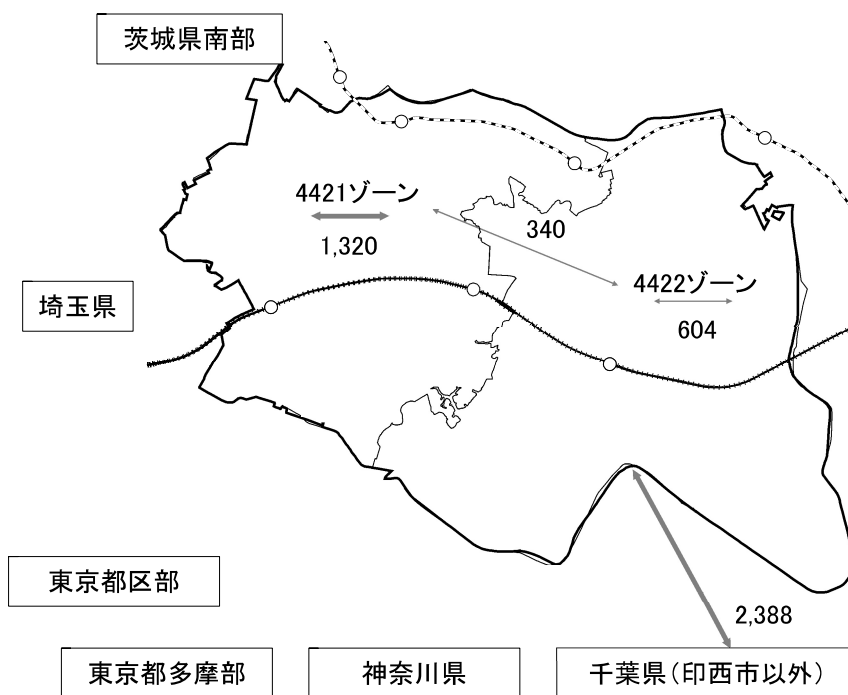 茨城県南部
4421ゾーン
1,320
340
4422ゾーン
604
埼玉県
東京都区部
2,388
東京都多摩部
神奈川県
千葉県(印西市以外)